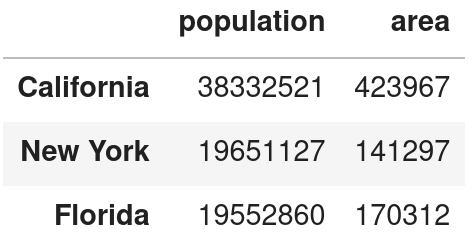 population area
California 38332521 423967
New York 19651127 141297
Florida 19552860 170312